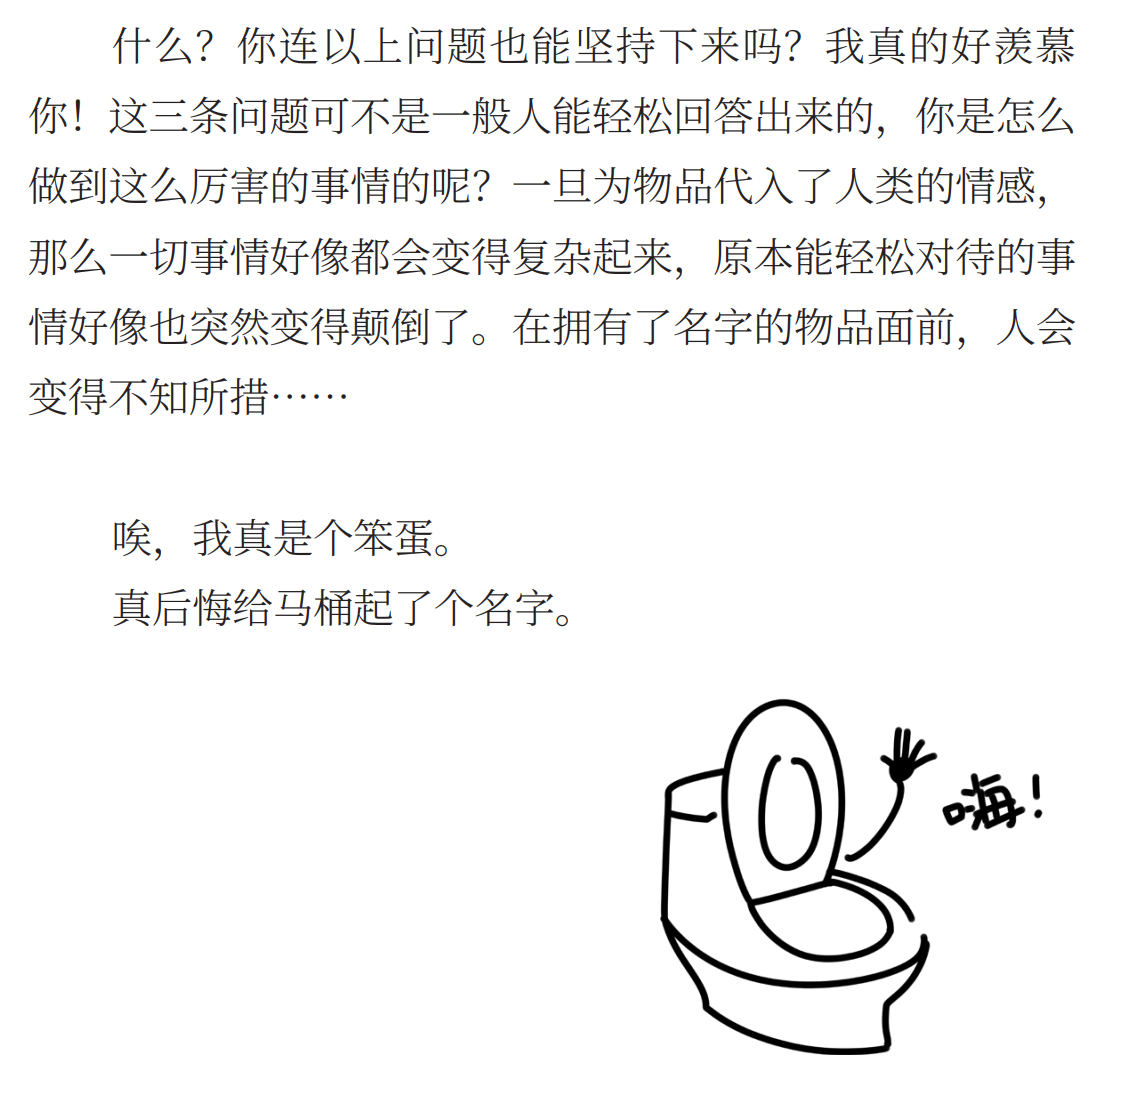 什么？你连以上问题也能坚持下来吗？我真的好羡慕
你！这三条问题可不是一般人能轻松回答出来的，你是怎么
做到这么厉害的事情的呢？一旦为物品代入了人类的情感，
那么一切事情好像都会变得复杂起来，原本能轻松对待的事
情好像也突然变得颠倒了。在拥有了名字的物品面前，人会
变得不知所措……
唉，我真是个笨蛋。
真后悔给马桶起了个名字。
嗨！